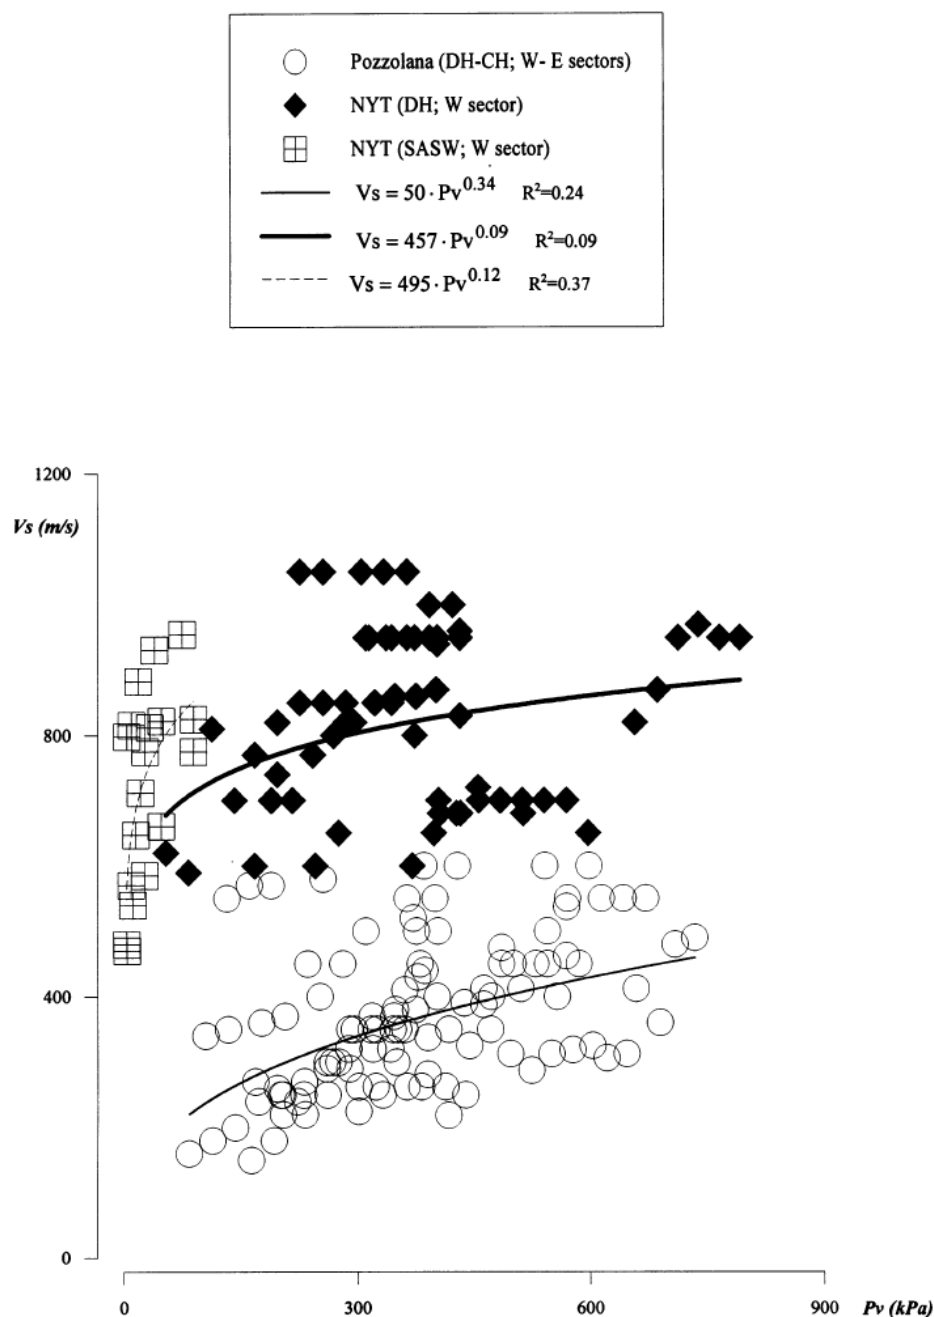 Pozzolana (DH-CH; W- E sectors)
NYT (DH; W sector)
NYT (SASW; W sector)
Vs = 50 · Pv^0.34 R²=0.24
Vs = 457 · Pv^0.09 R²=0.09
Vs = 495 · Pv^0.12 R²=0.37
1200
Vs (m/s)
800
400
0
0 300 600 900 Pv (kPa)